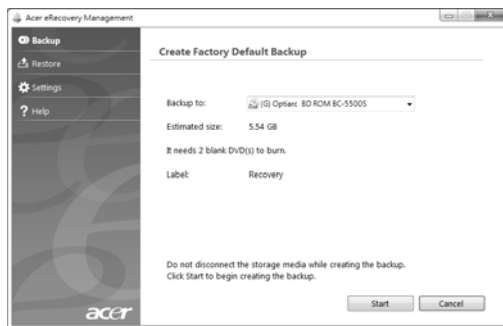 Acer eRecovery Management
Backup
Restore
Settings
Help
Create Factory Default Backup
Backup to: (G) Optiarc BD ROM BC-5500S
Estimated size: 5.54 GB
It needs 2 blank DVD(s) to burn.
Label: Recovery
Do not disconnect the storage media while creating the backup.
Click Start to begin creating the backup.
Start Cancel
acer